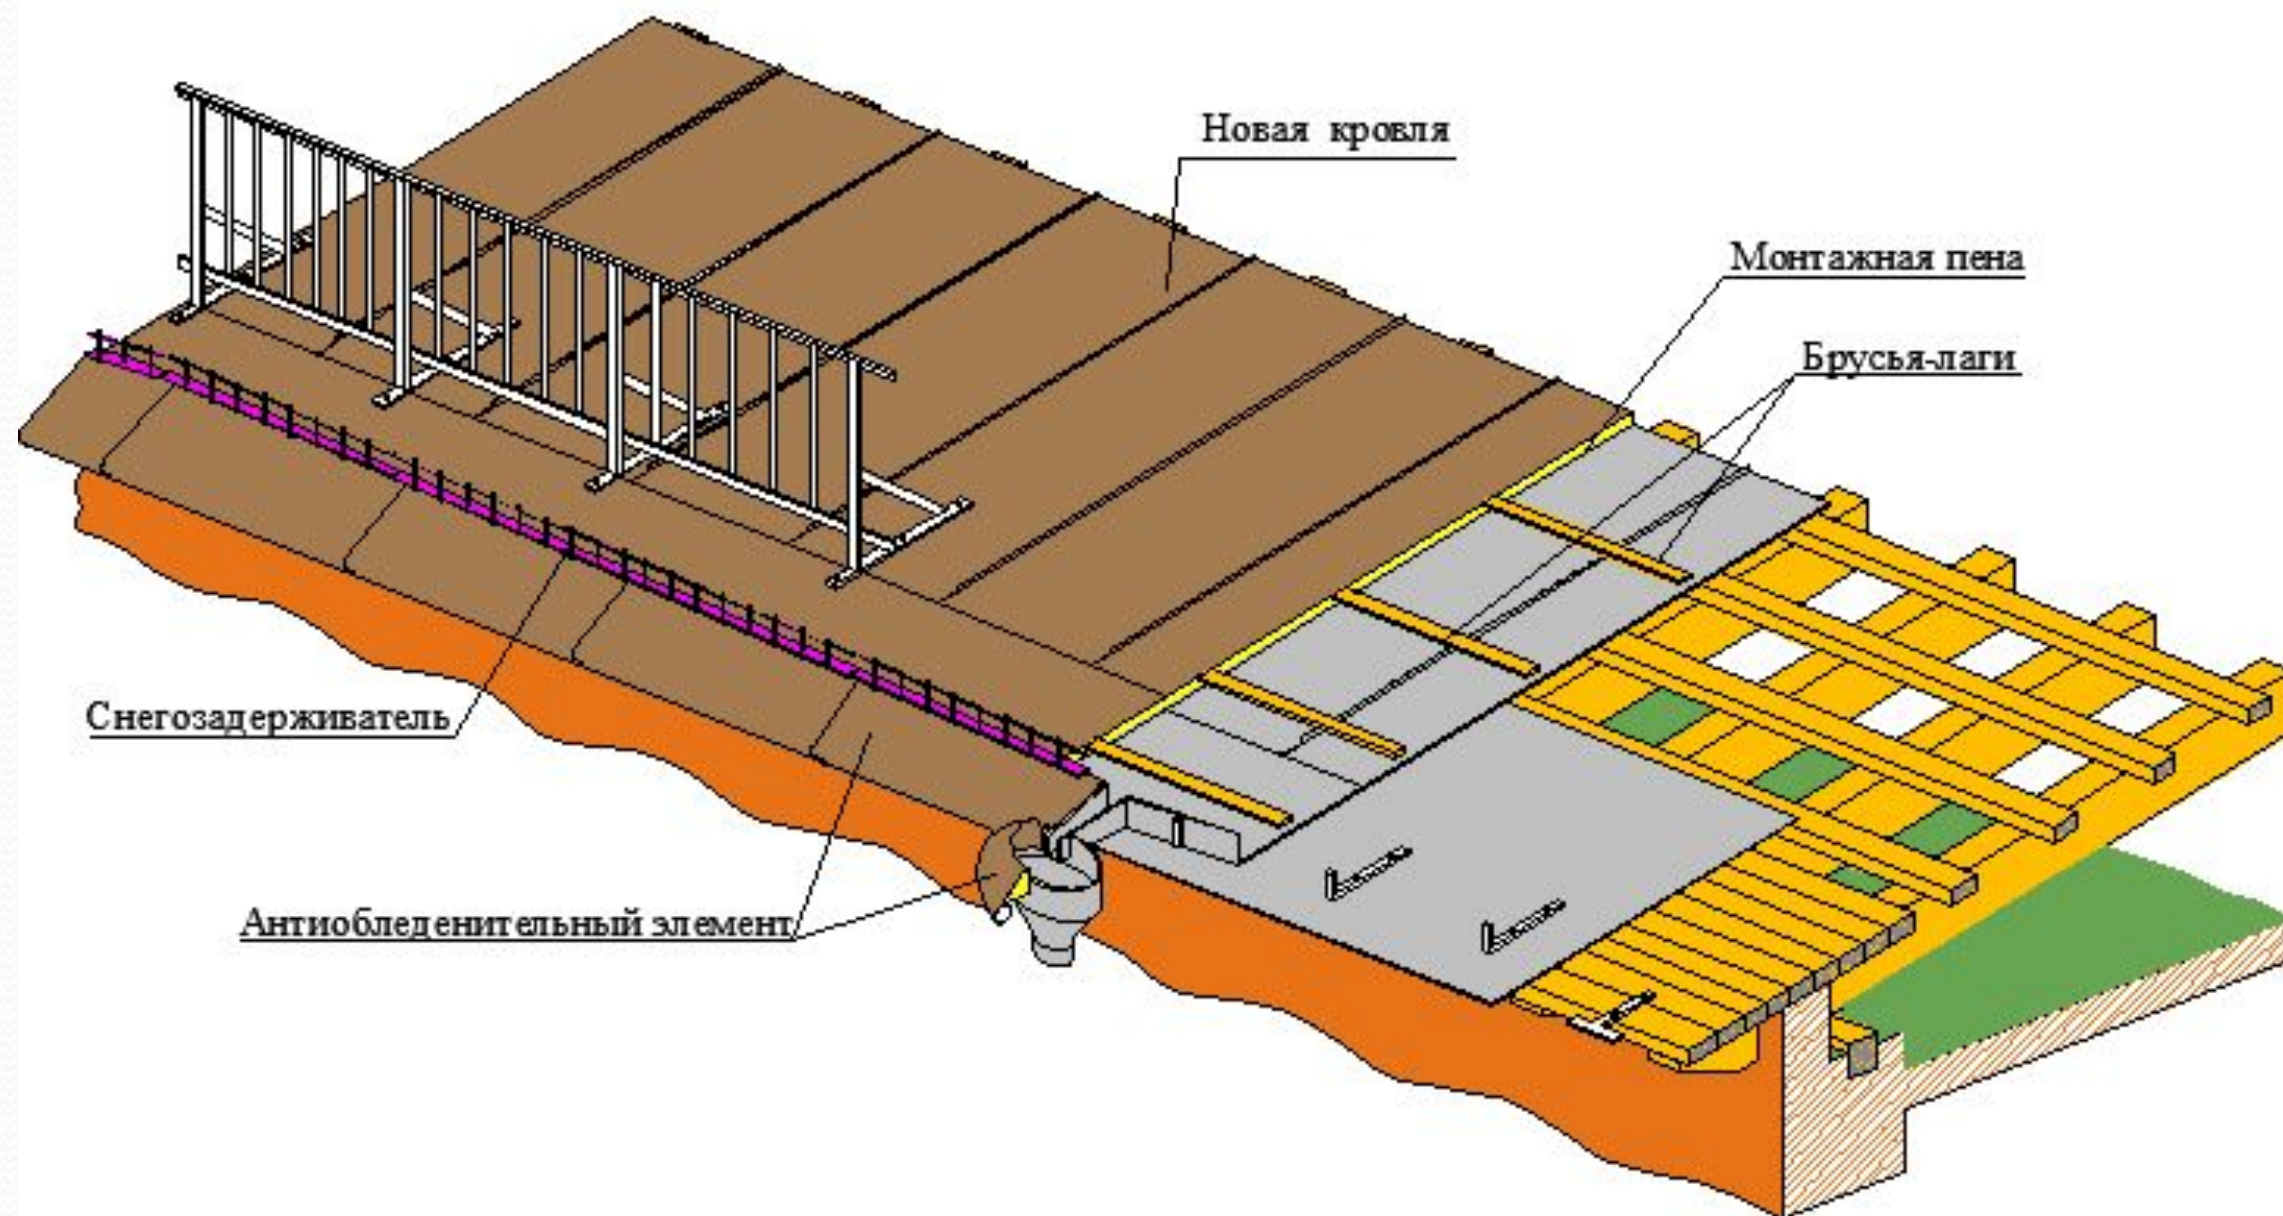 Новая кровля
Монтажная пена
Брусья-лаги
Снегозадерживатель
Антиобледенительный элемент